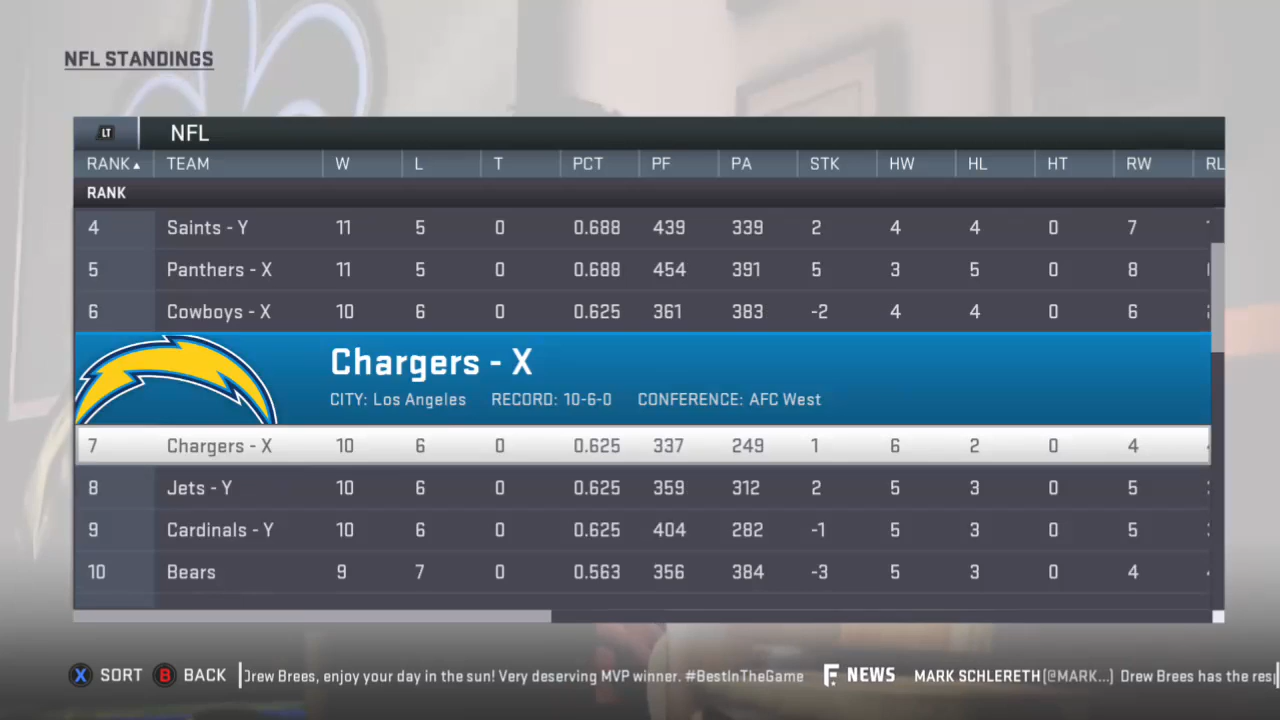 NFL STANDINGS
LT NFL
RANK TEAM W L T PCT PF PA STK HW HL HT RW RL
RANK
4 Saints - Y 11 5 0 0.688 439 339 2 4 4 0 7
5 Panthers - X 11 5 0 0.688 454 391 5 3 5 0 8
6 Cowboys - X 10 6 0 0.625 361 383 -2 4 4 0 6
Chargers - X
CITY: Los Angeles RECORD: 10-6-0 CONFERENCE: AFC West
7 Chargers - X 10 6 0 0.625 337 249 1 6 2 0 4
8 Jets - Y 10 6 0 0.625 359 312 2 5 3 0 5
9 Cardinals - Y 10 6 0 0.625 404 282 -1 5 3 0 5
10 Bears 9 7 0 0.563 356 384 -3 5 3 0 4
X SORT B BACK Drew Brees, enjoy your day in the sun! Very deserving MVP winner. #BestInTheGame F. NEWS MARK SCHLERETH [@MARK...] Drew Brees has the